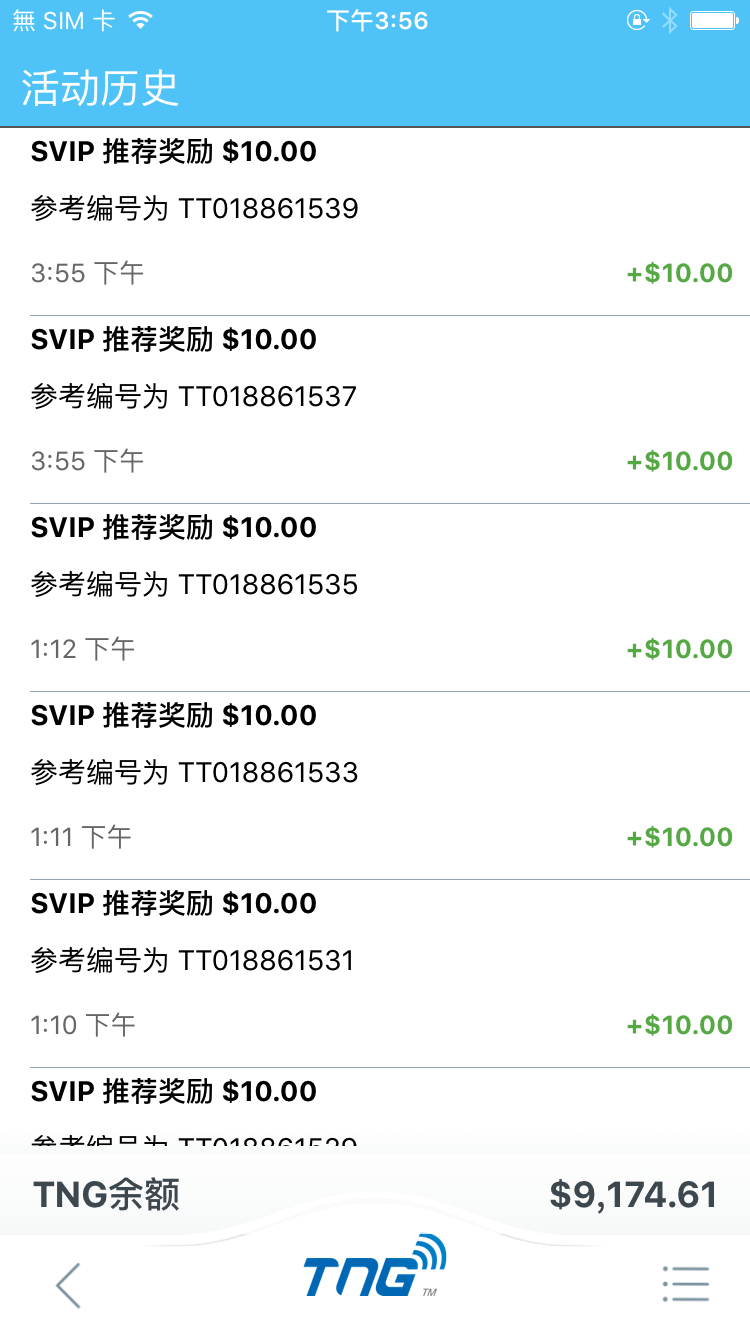 無 SIM 卡 下午3:56
活动历史
SVIP 推荐奖励 $10.00
参考编号为 TT018861539
3:55 下午 +$10.00
SVIP 推荐奖励 $10.00
参考编号为 TT018861537
3:55 下午 +$10.00
SVIP 推荐奖励 $10.00
参考编号为 TT018861535
1:12 下午 +$10.00
SVIP 推荐奖励 $10.00
参考编号为 TT018861533
1:11 下午 +$10.00
SVIP 推荐奖励 $10.00
参考编号为 TT018861531
1:10 下午 +$10.00
SVIP 推荐奖励 $10.00
参考编号为 TT018861529
TNG余额 $9,174.61
TNG TM